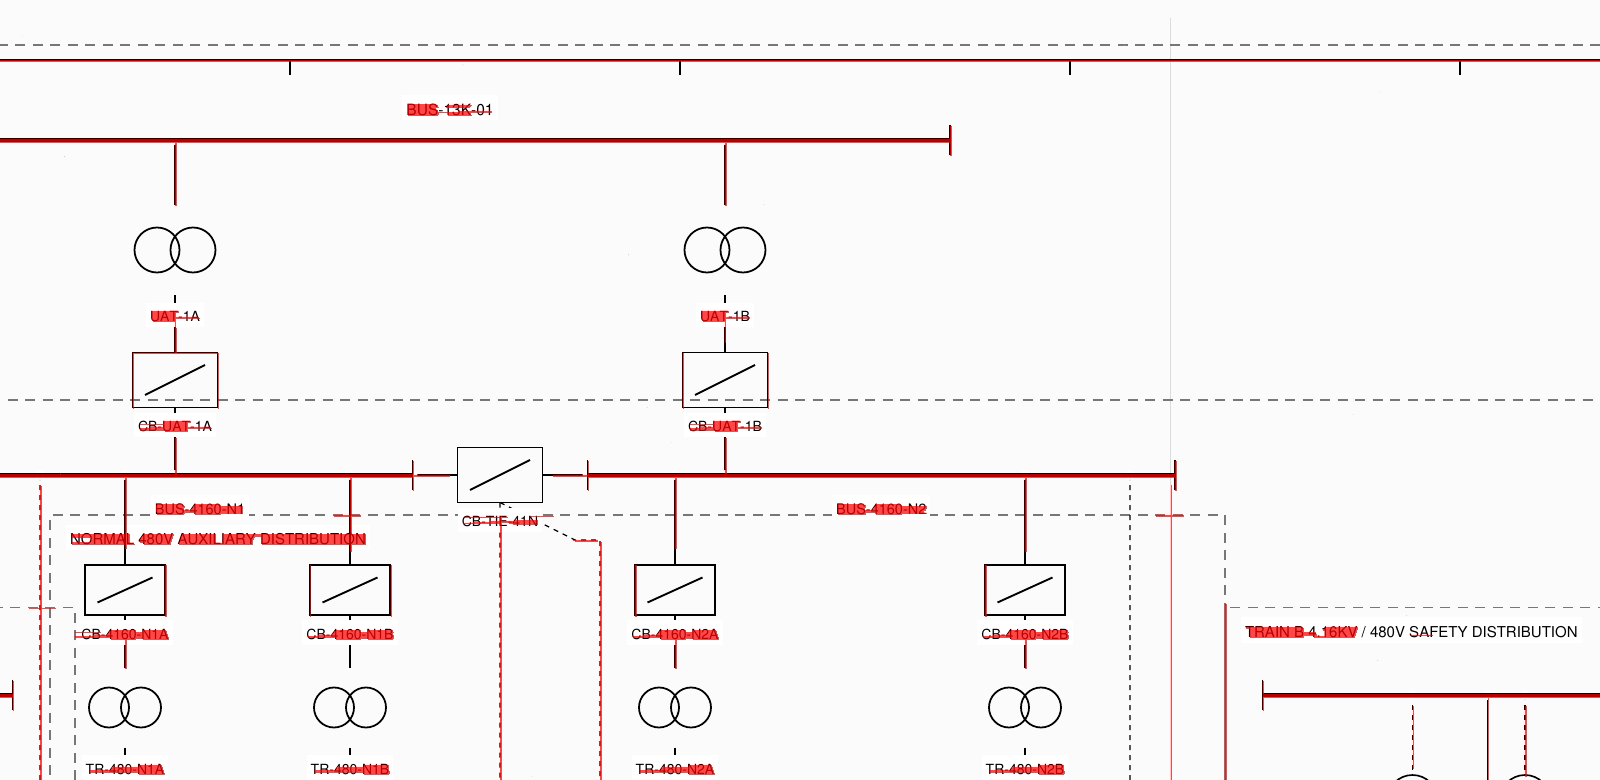 BUS-13K-01
UAT-1A
UAT-1B
CB-UAT-1A
CB-UAT-1B
BUS-4160-N1
BUS-4160-N2
CB-TIE-41N
NORMAL 480V AUXILIARY DISTRIBUTION
CB-4160-N1A
CB-4160-N1B
CB-4160-N2A
CB-4160-N2B
TRAIN B 4.16KV / 480V SAFETY DISTRIBUTION
TR-480-N1A
TR-480-N1B
TR-480-N2A
TR-480-N2B